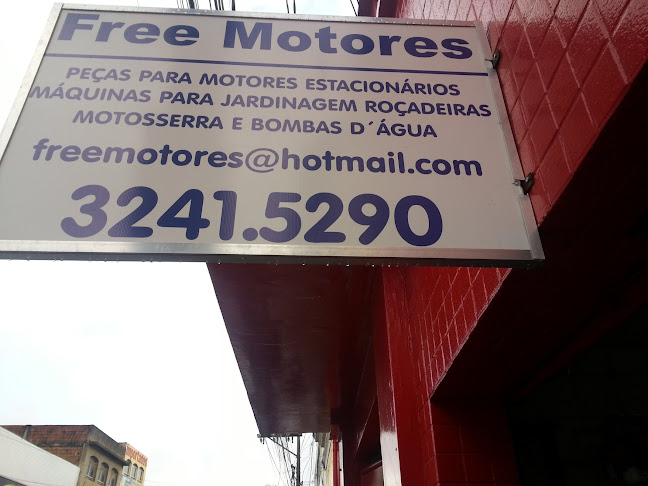 Free Motores
PEÇAS PARA MOTORES ESTACIONÁRIOS
MÁQUINAS PARA JARDINAGEM ROÇADEIRAS
MOTOSSERRA E BOMBAS D´ÁGUA
freemotores@hotmail.com
3241.5290